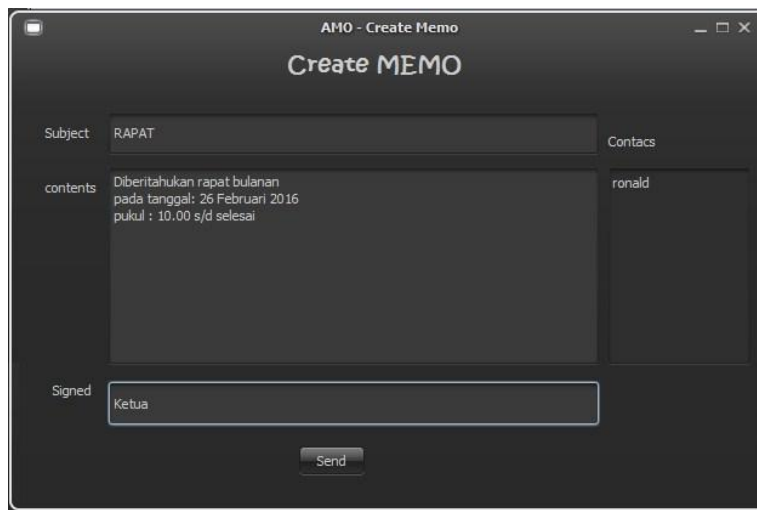 AMO - Create Memo
Create MEMO
Subject
RAPAT
Contacs
contents
Diberitahukan rapat bulanan
pada tanggal: 26 Februari 2016
pukul : 10.00 s/d selesai
ronald
Signed
Ketua
Send